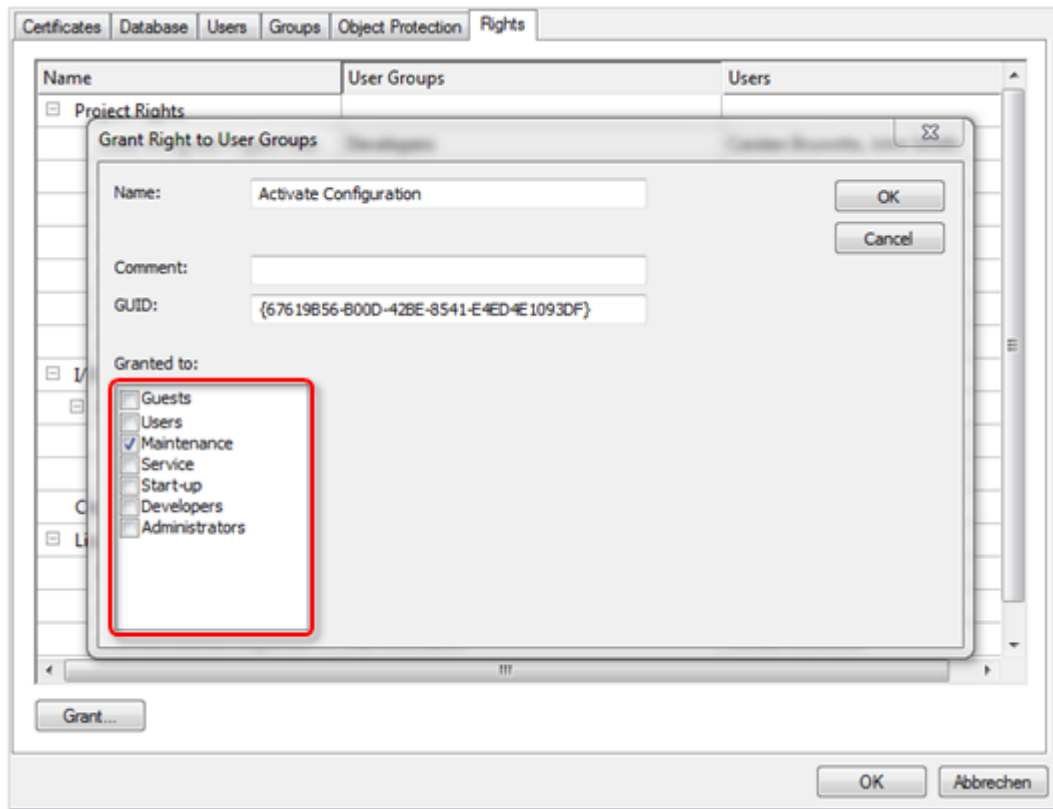 Certificates Database Users Groups Object Protection Rights
Name User Groups Users
Project Rights
Grant Right to User Groups
Name: Activate Configuration OK
Cancel
Comment:
GUID: {67619B56-B00D-42BE-8541-E4ED4E1093DF}
Granted to:
I/
Guests
Users
Maintenance
Service
Start-up
Developers
C
Administrators
Li
Grant...
OK Abbrechen